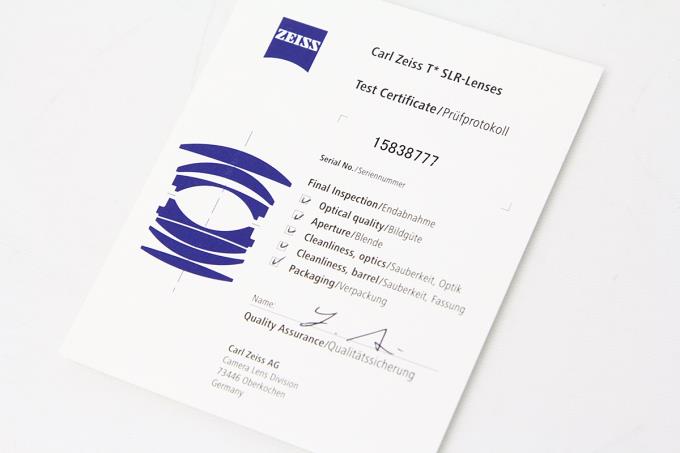 ZEISS
Carl Zeiss T* SLR-Lenses
Test Certificate/Prüfprotokoll
15838777
Serial No./Seriennummer
Final Inspection/Endabnahme
Optical quality/Bildgüte
Aperture/Blende
Cleanliness, optics/Sauberkeit, Optik
Cleanliness, barrel/Sauberkeit, Fassung
Packaging/Verpackung
Name:
Quality Assurance/Qualitätssicherung
Carl Zeiss AG
Camera Lens Division
73446 Oberkochen
Germany